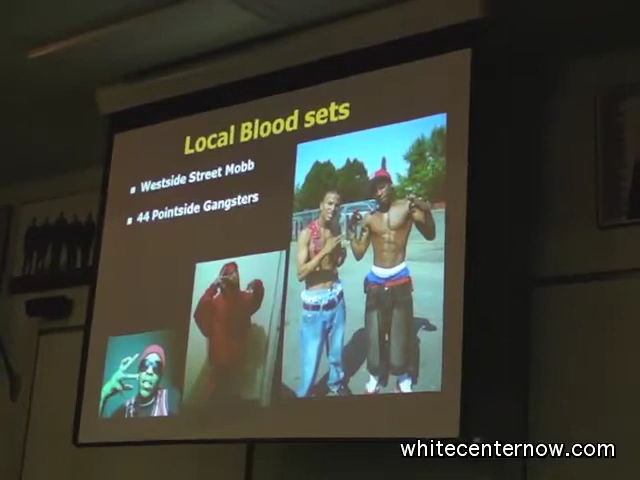 Local Blood sets
Westside Street Mobb
44 Pointside Gangsters
whitecenternow.com